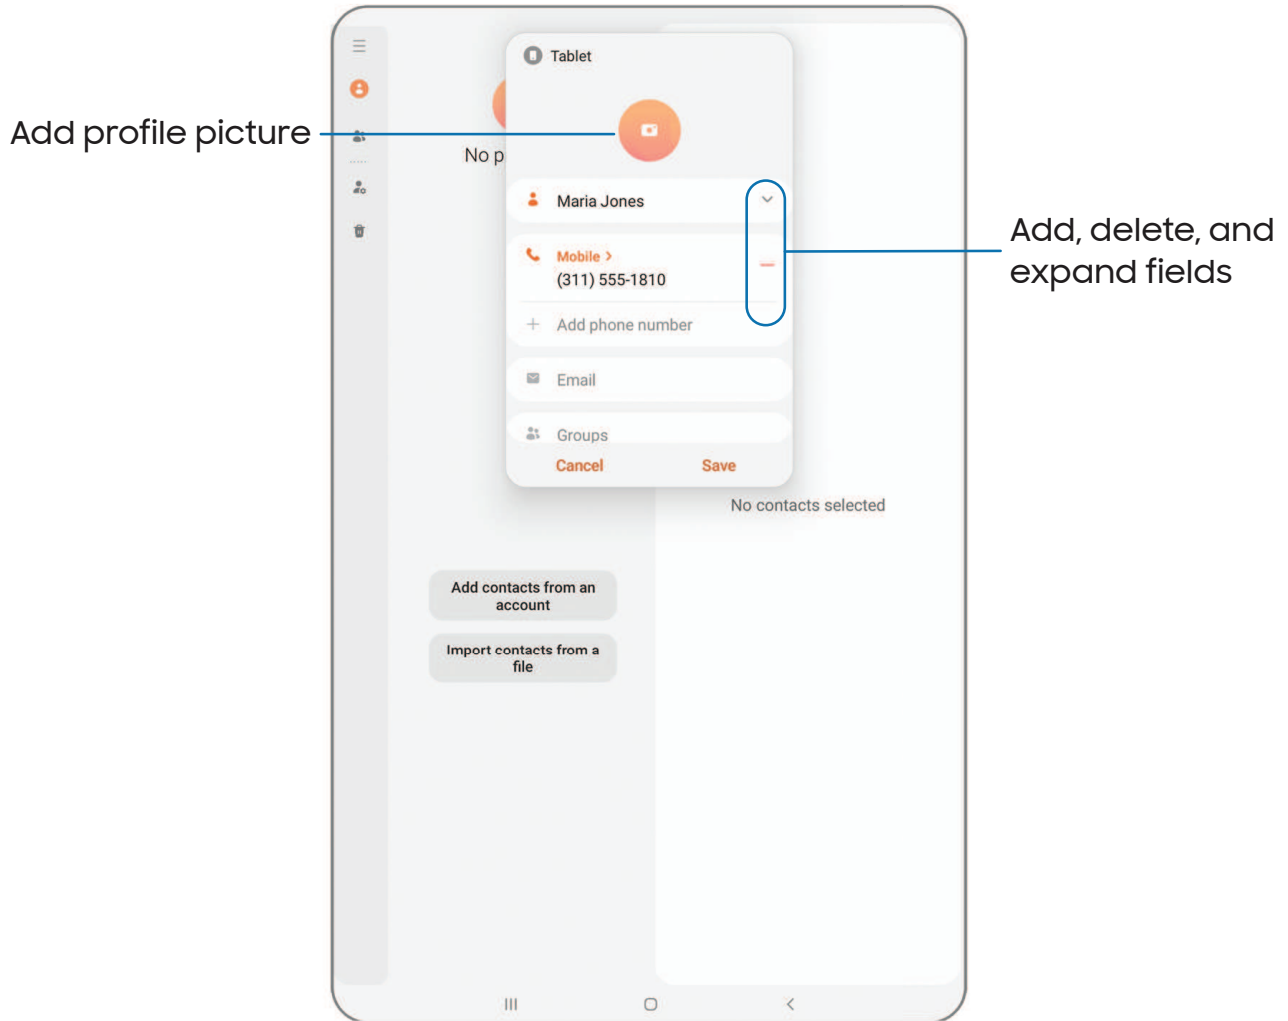 Tablet
Add profile picture
No p
Maria Jones
Mobile >
(311) 555-1810
Add, delete, and
expand fields
Add phone number
Email
Groups
Cancel Save
No contacts selected
Add contacts from an
account
Import contacts from a
file